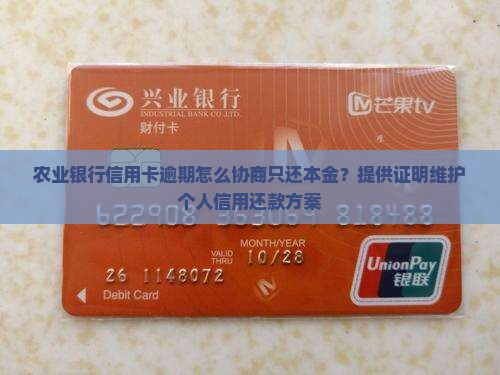 兴业银行
INDUSTRIAL BANK CO.,LTD.
财付卡
芒果tv
农业银行信用卡逾期怎么协商只还本金？提供证明维护
个人信用还款方案
MONTH/YEAR
VALID
THRU
10/28
26 1148072
Debit Card
UnionPay
银联